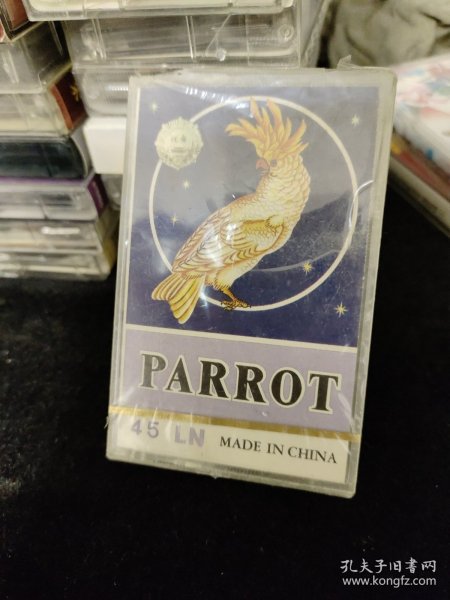 PARROT
45 LN MADE IN CHINA
孔夫子旧书网
www.kongfz.com